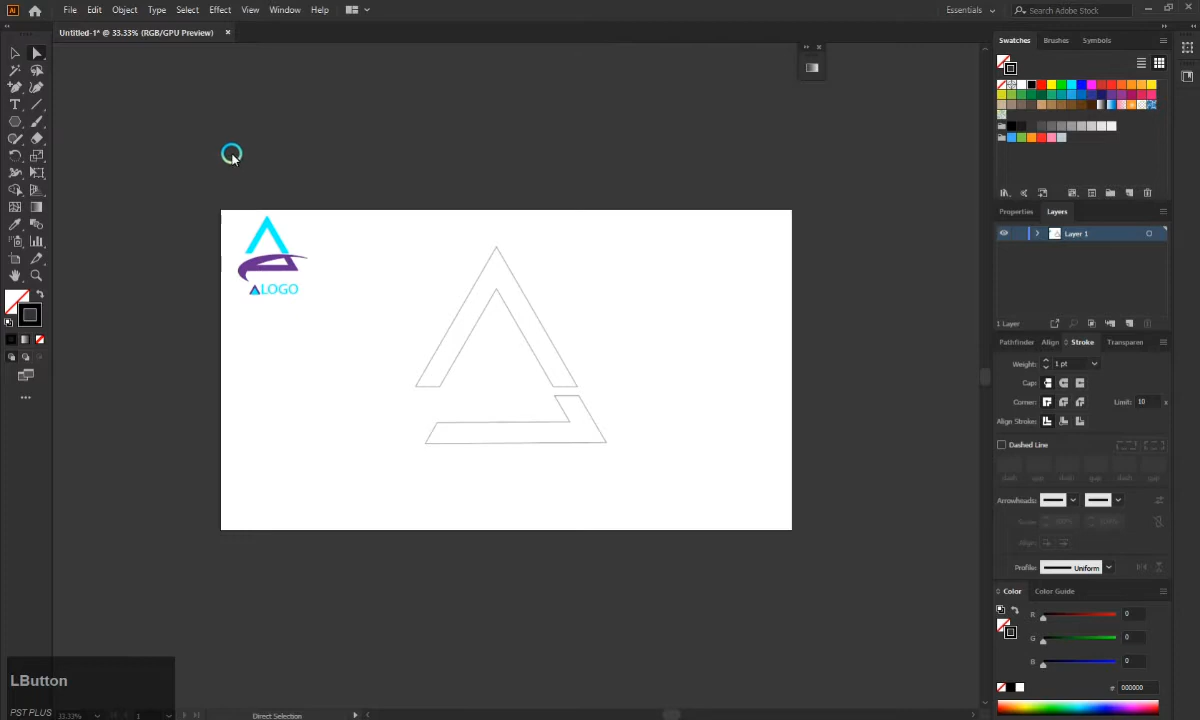 Ai File Edit Object Type Select Effect View Window Help Essentials Search Adobe Stock
Untitled-1* @ 33.33% (RGB/GPU Preview) ×
Swatches Brushes Symbols
Properties Layers
Layer 1
LOGO
1 Layer
Pathfinder Align Stroke Transparen
Weight: 1 pt
Cap:
Corner: Limit: 10 x
Align Stroke:
Dashed Line
dash gap dash gap dash gap
Arrowheads:
Scale:
Align:
Profile: Uniform
Color Color Guide
R 0
G 0
B 0
# 000000
LButton
PST PLUS
33.33% 1 Direct Selection